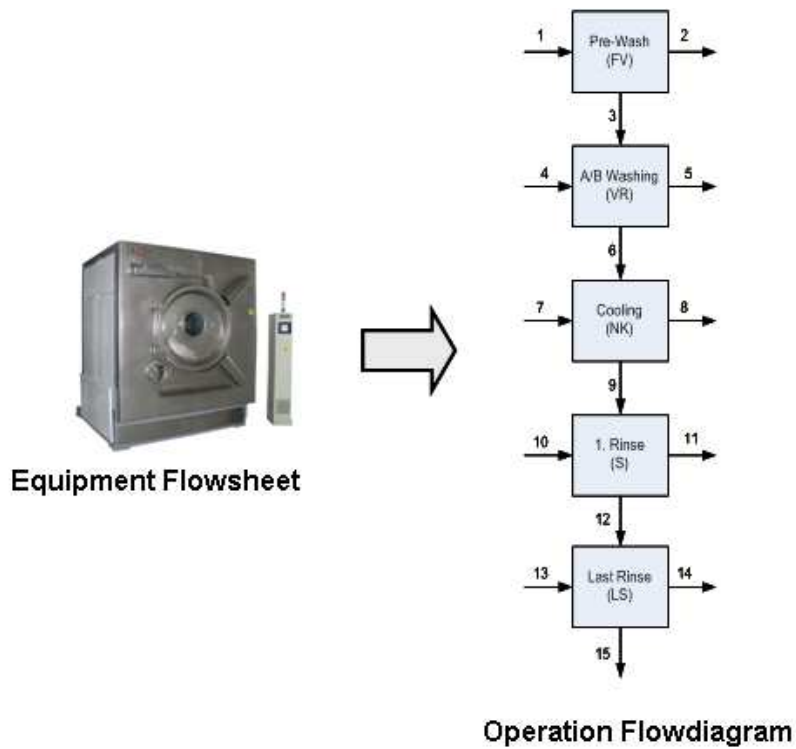 1
Pre-Wash
(FV)
2
3
4
A/B Washing
(VR)
5
6
7
Cooling
(NK)
8
9
10
1. Rinse
(S)
11
12
13
Last Rinse
(LS)
14
15
Equipment Flowsheet
Operation Flowdiagram